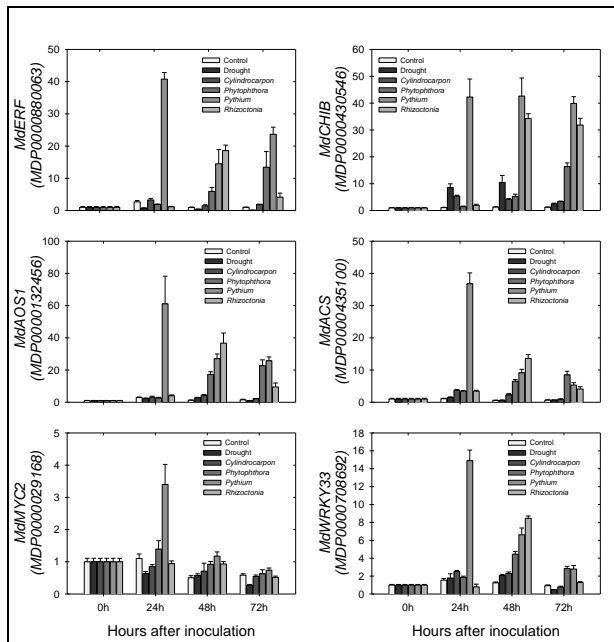 50
40
30
20
10
0
MdERF
(MDP0000880063)
Control
Drought
Cylindrocarpon
Phytophthora
Pythium
Rhizoctonia
60
50
40
30
20
10
0
MdCHIB
(MDP0000430546)
Control
Drought
Cylindrocarpon
Phytophthora
Pythium
Rhizoctonia
100
80
60
40
20
0
MdAOS1
(MDP0000132456)
Control
Drought
Cylindrocarpon
Phytophthora
Pythium
Rhizoctonia
50
40
30
20
10
0
MdACS
(MDP0000435100)
Control
Drought
Cylindrocarpon
Phytophthora
Pythium
Rhizoctonia
5
4
3
2
1
0
MdMYC2
(MDP0000029168)
Control
Drought
Cylindrocarpon
Phytophthora
Pythium
Rhizoctonia
0h 24h 48h 72h
Hours after inoculation
18
16
14
12
10
8
6
4
2
0
MdWRKY33
(MDP0000708692)
Control
Drought
Cylindrocarpon
Phytophthora
Pythium
Rhizoctonia
0h 24h 48h 72h
Hours after inoculation